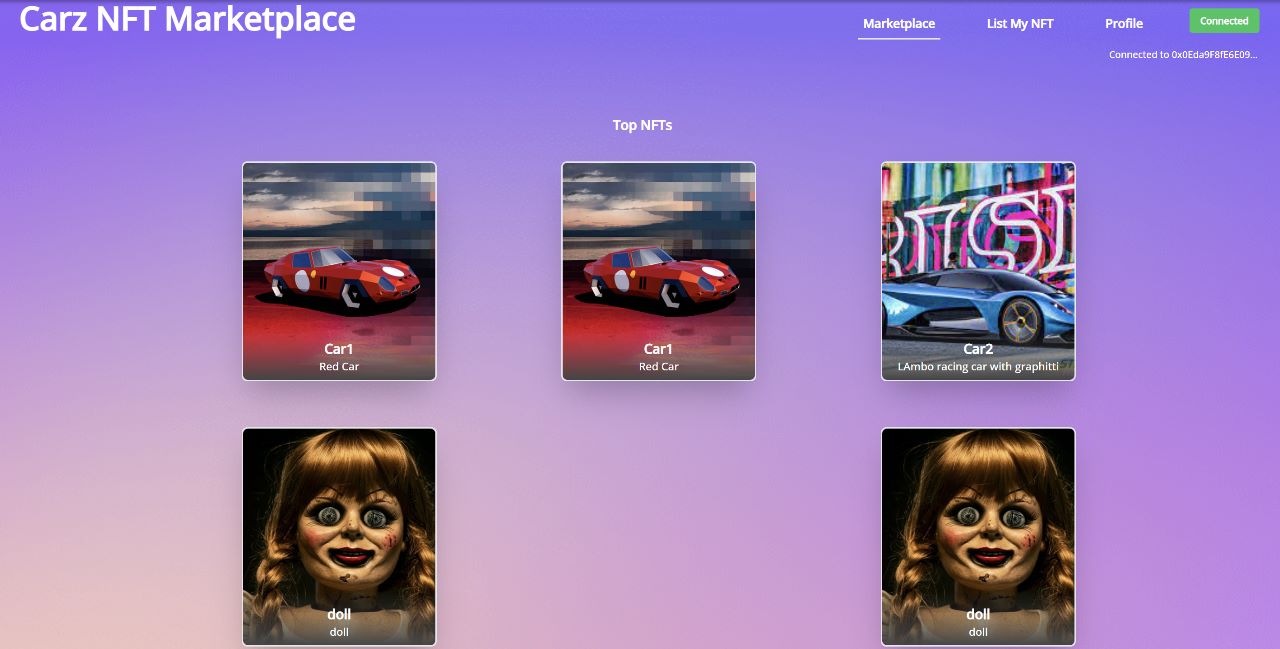 Carz NFT Marketplace
Marketplace
List My NFT
Profile
Connected
Connected to 0x0Eda9F8fE6E09...
Top NFTs
Car1
Red Car
Car1
Red Car
Car2
LAmbo racing car with graphitti
doll
doll
doll
doll